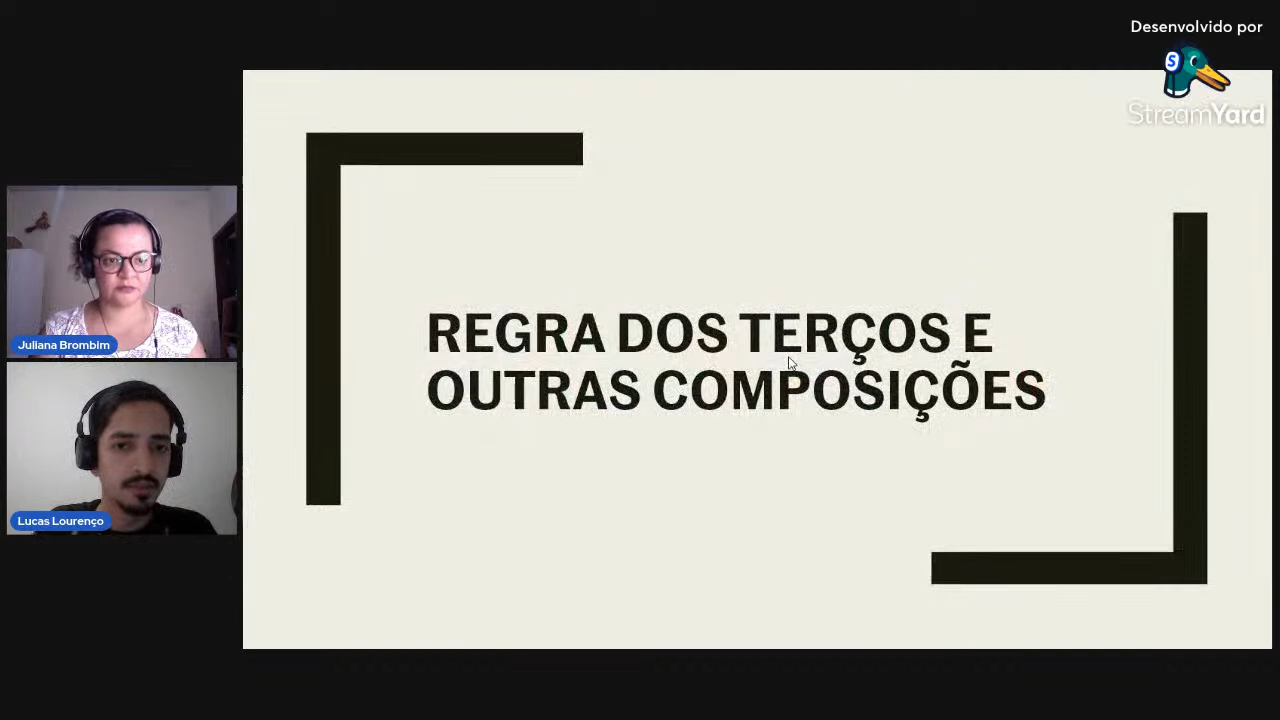 Desenvolvido por
S
StreamYard
REGRA DOS TERÇOS E
OUTRAS COMPOSIÇÕES
Juliana Brombim
Lucas Lourenço